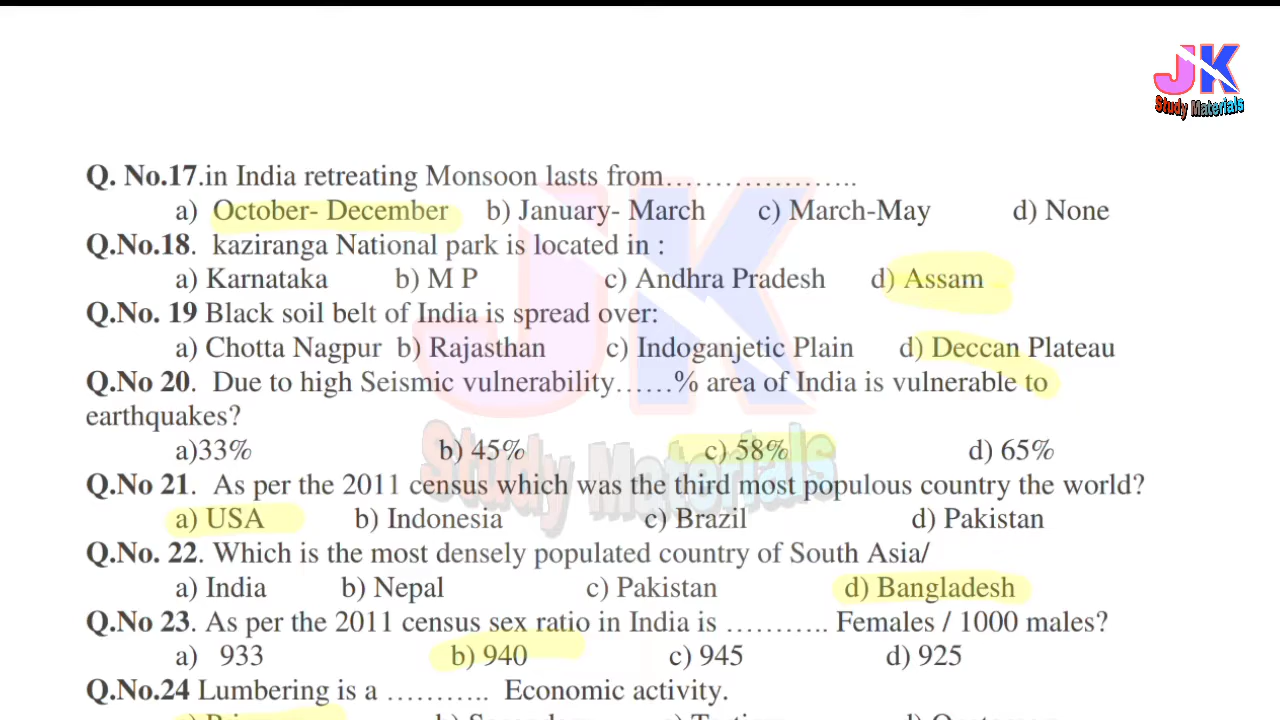 JK
Study Materials
Q. No.17.in India retreating Monsoon lasts from…………………..
a) October- December b) January- March c) March-May d) None
Q.No.18. kaziranga National park is located in :
a) Karnataka b) M P c) Andhra Pradesh d) Assam
Q.No. 19 Black soil belt of India is spread over:
a) Chotta Nagpur b) Rajasthan c) Indoganjetic Plain d) Deccan Plateau
Q.No 20. Due to high Seismic vulnerability……% area of India is vulnerable to
earthquakes?
a)33% b) 45% c) 58% d) 65%
Q.No 21. As per the 2011 census which was the third most populous country the world?
a) USA b) Indonesia c) Brazil d) Pakistan
Q.No. 22. Which is the most densely populated country of South Asia/
a) India b) Nepal c) Pakistan d) Bangladesh
Q.No 23. As per the 2011 census sex ratio in India is ……….. Females / 1000 males?
a) 933 b) 940 c) 945 d) 925
Q.No.24 Lumbering is a ……….. Economic activity.
JK
Study Materials